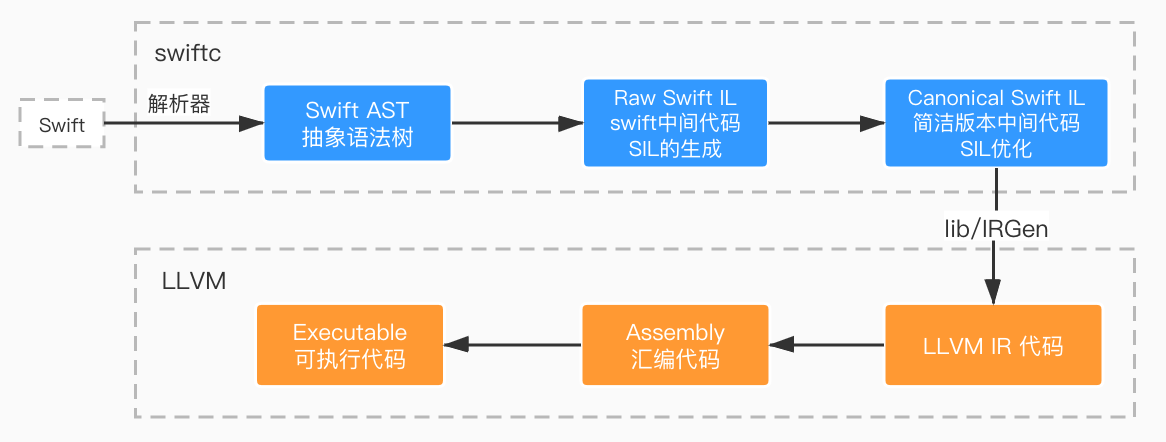 swiftc
Swift
解析器
Swift AST
抽象语法树
Raw Swift IL
swift中间代码
SIL的生成
Canonical Swift IL
简洁版本中间代码
SIL优化
lib/IRGen
LLVM
Executable
可执行代码
Assembly
汇编代码
LLVM IR 代码